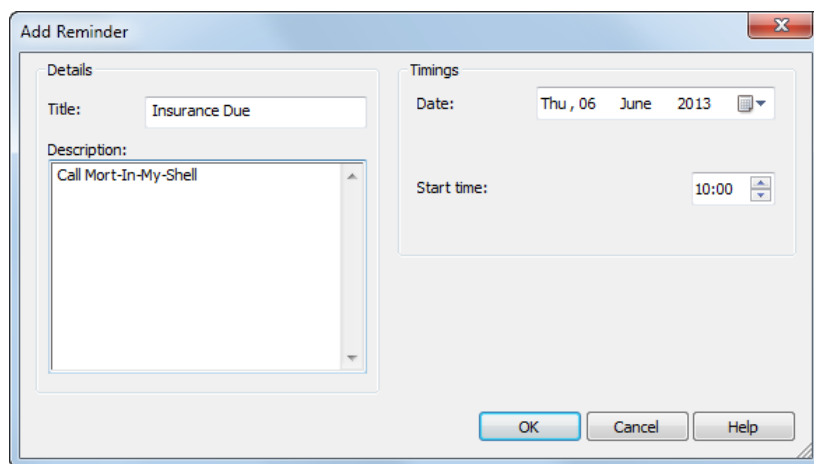 Add Reminder
Details
Title: Insurance Due
Description:
Call Mort-In-My-Shell
Timings
Date: Thu , 06 June 2013
Start time: 10:00
OK Cancel Help